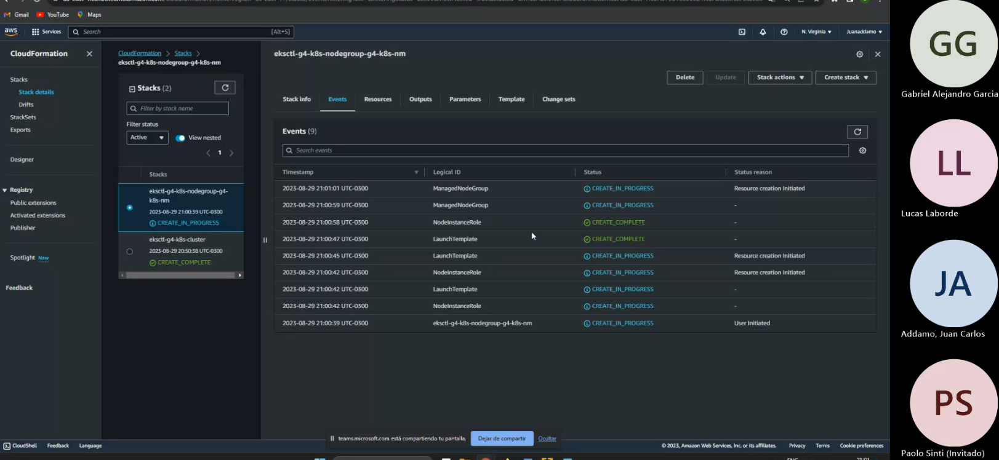 Gmail YouTube Maps
aws Services Search [Alt+S] N. Virginia Juanaddamo
CloudFormation
Stacks
Stack details
Drifts
StackSets
Exports
Designer
Registry
Public extensions
Activated extensions
Publisher
Spotlight New
Feedback
CloudFormation > Stacks >
eksctl-g4-k8s-nodegroup-g4-k8s-nm
Stacks (2)
Filter by stack name
Filter status
Active View nested
1
Stacks
eksctl-g4-k8s-nodegroup-g4-
k8s-nm
2023-08-29 21:00:39 UTC-0300
CREATE_IN_PROGRESS
eksctl-g4-k8s-cluster
2023-08-29 20:50:38 UTC-0300
CREATE_COMPLETE
eksctl-g4-k8s-nodegroup-g4-k8s-nm
Delete Update Stack actions Create stack
Stack info Events Resources Outputs Parameters Template Change sets
Events (9)
Search events
Timestamp Logical ID Status Status reason
2023-08-29 21:01:01 UTC-0300 ManagedNodeGroup CREATE_IN_PROGRESS Resource creation Initiated
2023-08-29 21:00:59 UTC-0300 ManagedNodeGroup CREATE_IN_PROGRESS -
2023-08-29 21:00:58 UTC-0300 NodeInstanceRole CREATE_COMPLETE -
2023-08-29 21:00:47 UTC-0300 LaunchTemplate CREATE_COMPLETE -
2023-08-29 21:00:45 UTC-0300 LaunchTemplate CREATE_IN_PROGRESS Resource creation Initiated
2023-08-29 21:00:42 UTC-0300 NodeInstanceRole CREATE_IN_PROGRESS Resource creation Initiated
2023-08-29 21:00:42 UTC-0300 LaunchTemplate CREATE_IN_PROGRESS -
2023-08-29 21:00:42 UTC-0300 NodeInstanceRole CREATE_IN_PROGRESS -
2023-08-29 21:00:39 UTC-0300 eksctl-g4-k8s-nodegroup-g4-k8s-nm CREATE_IN_PROGRESS User Initiated
teams.microsoft.com está compartiendo tu pantalla. Dejar de compartir Ocultar
CloudShell Feedback Language
© 2023, Amazon Web Services, Inc. or its affiliates. Privacy Terms Cookie preferences
GG
Gabriel Alejandro Garcia
LL
Lucas Laborde
JA
Addamo, Juan Carlos
PS
Paolo Sinti (Invitado)